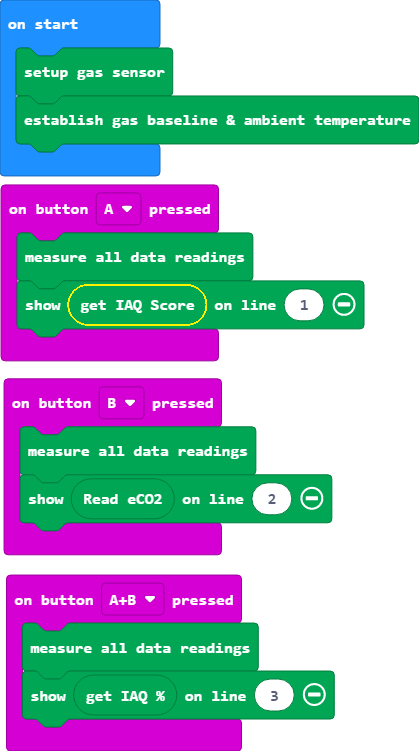 on start
setup gas sensor
establish gas baseline & ambient temperature
on button A pressed
measure all data readings
show get IAQ Score on line 1
on button B pressed
measure all data readings
show Read eCO2 on line 2
on button A+B pressed
measure all data readings
show get IAQ % on line 3